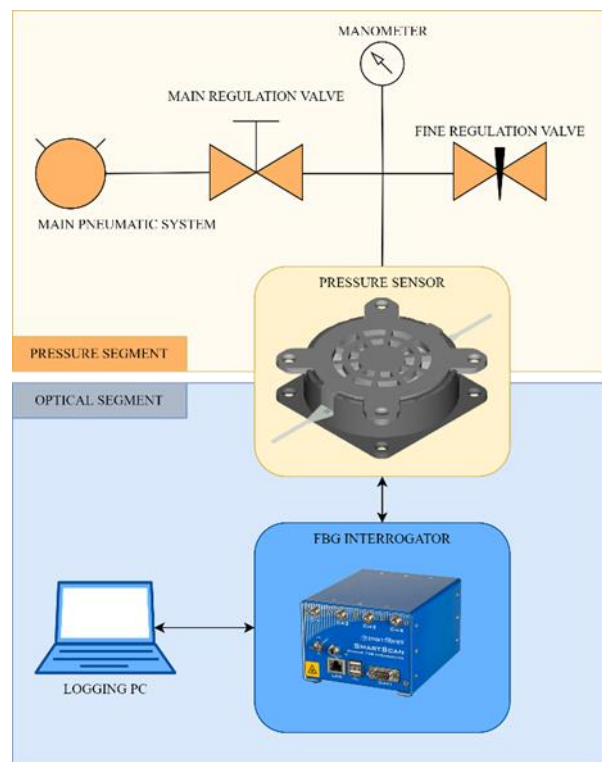 MANOMETER
MAIN REGULATION VALVE
FINE REGULATION VALVE
MAIN PNEUMATIC SYSTEM
PRESSURE SENSOR
PRESSURE SEGMENT
OPTICAL SEGMENT
FBG INTERROGATOR
SMARTSCAN
LAN
LOGGING PC